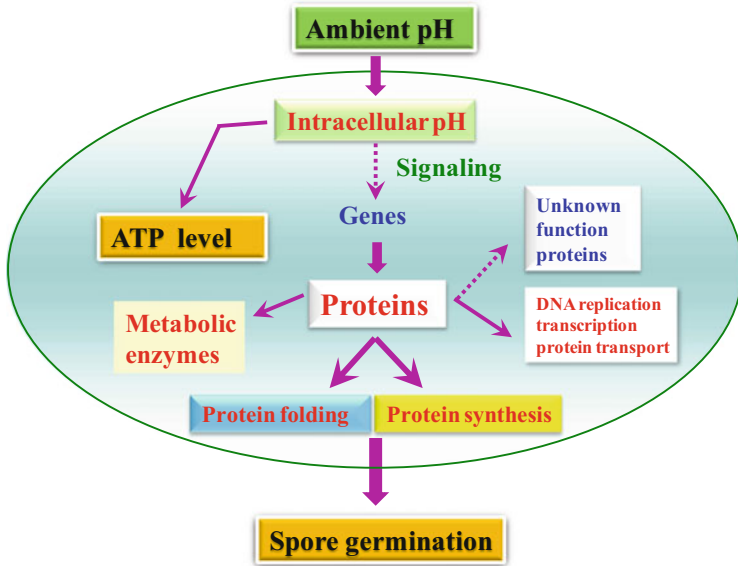 Ambient pH
Intracellular pH
Signaling
Genes
ATP level
Unknown
function
proteins
Proteins
Metabolic
enzymes
DNA replication
transcription
protein transport
Protein folding
Protein synthesis
Spore germination